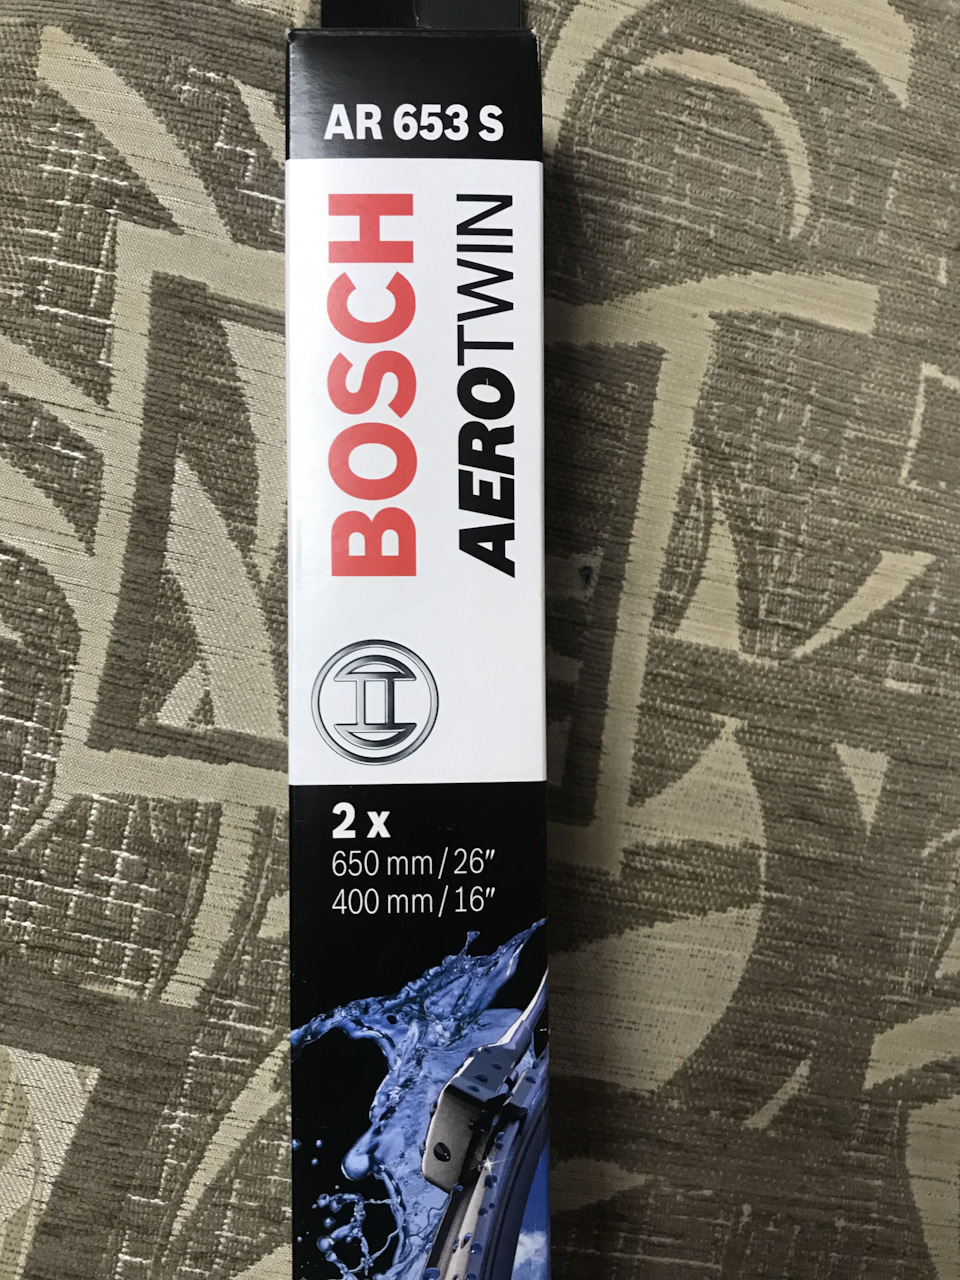 AR 653 S
BOSCH
AEROTWIN
2 x
650 mm / 26″
400 mm / 16″